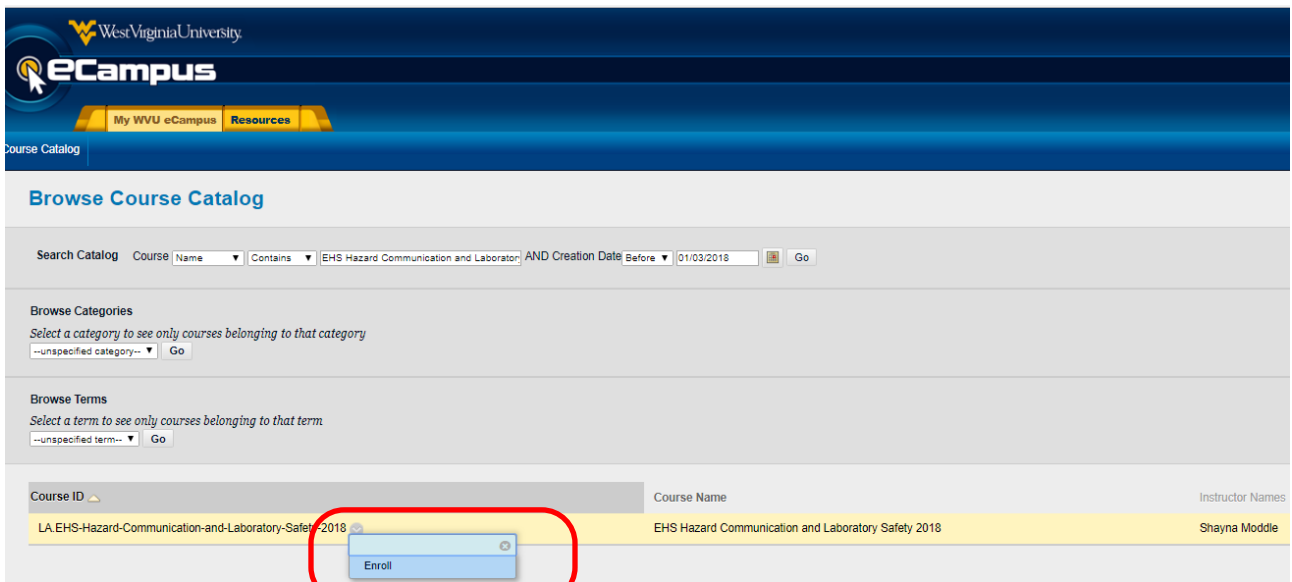 WestVirginiaUniversity.
eCampus
My WVU eCampus Resources
Course Catalog
Browse Course Catalog
Search Catalog Course Name Contains EHS Hazard Communication and Laborator AND Creation Date Before 01/03/2018 Go
Browse Categories
Select a category to see only courses belonging to that category
--unspecified category-- Go
Browse Terms
Select a term to see only courses belonging to that term
--unspecified term-- Go
Course ID Course Name Instructor Names
LA.EHS-Hazard-Communication-and-Laboratory-Safety-2018 EHS Hazard Communication and Laboratory Safety 2018 Shayna Moddle
Enroll